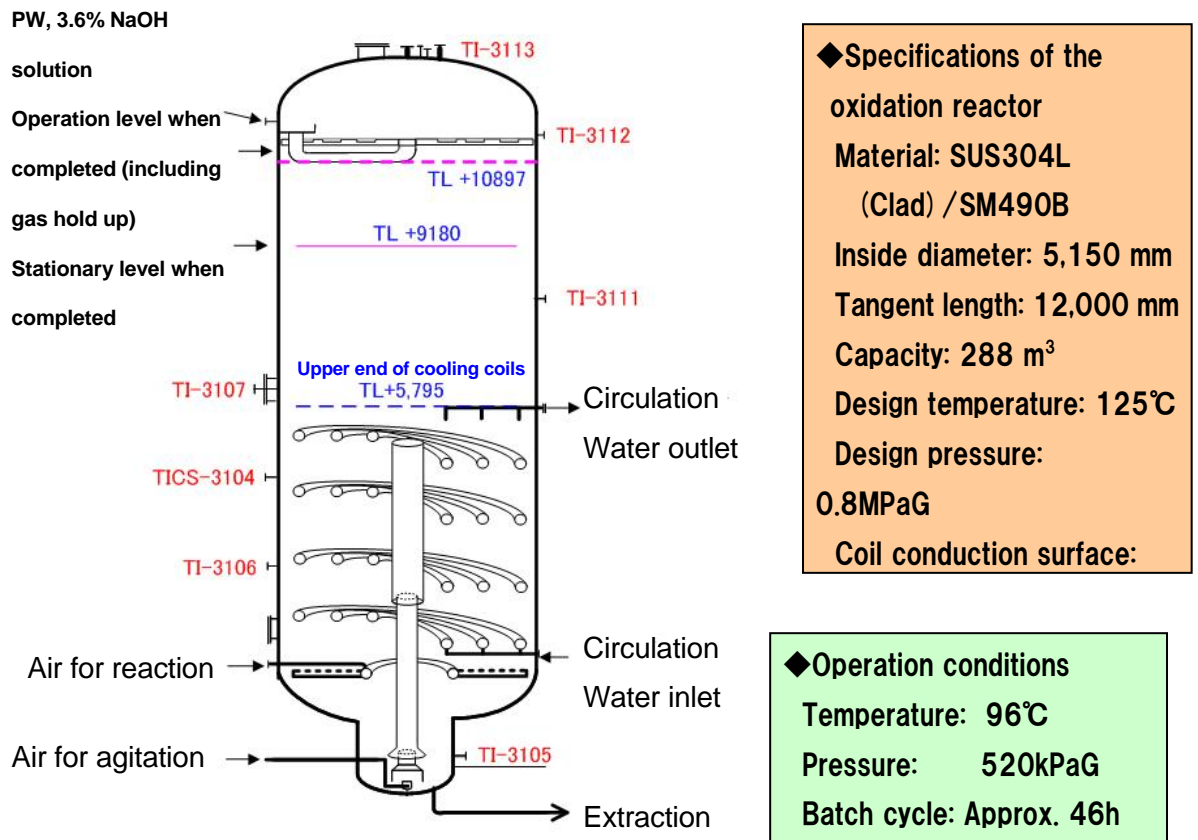 PW, 3.6% NaOH
solution
Operation level when
completed (including
gas hold up)
Stationary level when
completed
TI-3113
TI-3112
TL +10897
TL +9180
TI-3111
Upper end of cooling coils
TL+5,795
TI-3107
Circulation
Water outlet
TICS-3104
TI-3106
Circulation
Water inlet
Air for reaction
Air for agitation
TI-3105
Extraction
◆Specifications of the
oxidation reactor
Material: SUS304L
(Clad) /SM490B
Inside diameter: 5,150 mm
Tangent length: 12,000 mm
Capacity: 288 m³
Design temperature: 125℃
Design pressure:
0.8MPaG
Coil conduction surface:
◆Operation conditions
Temperature: 96℃
Pressure: 520kPaG
Batch cycle: Approx. 46h